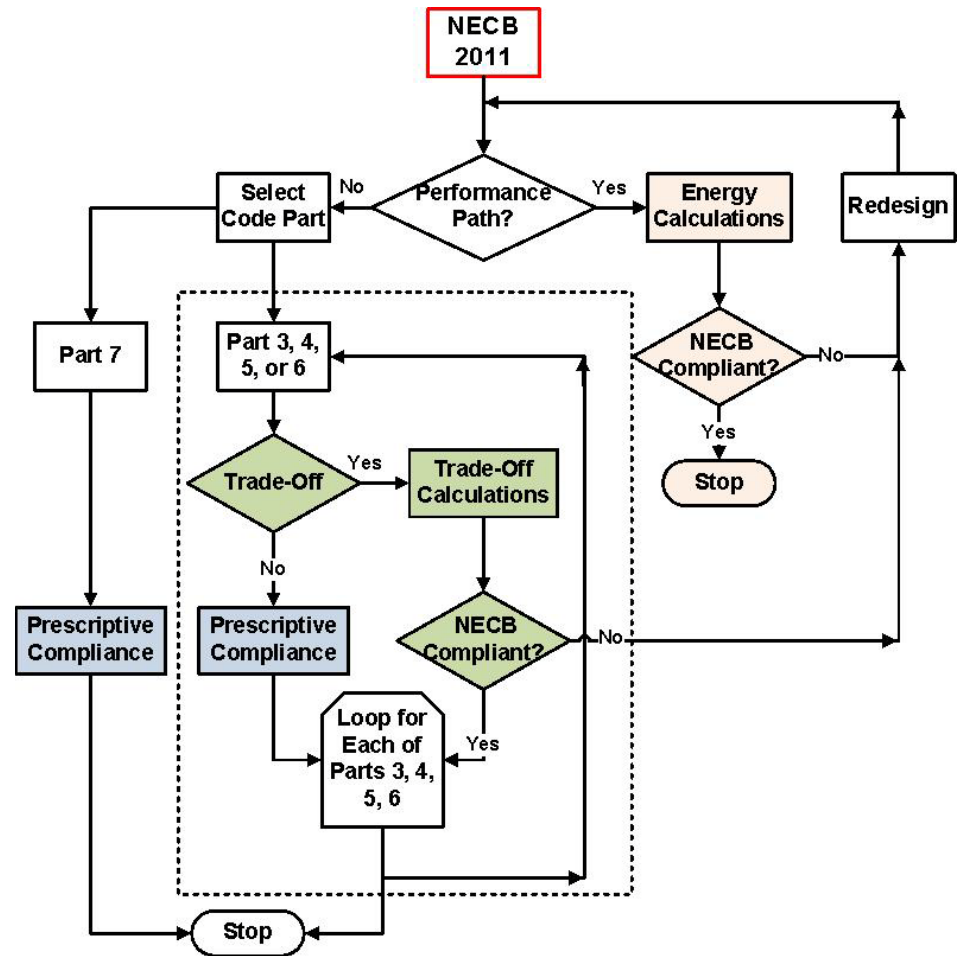 NECB
2011
No
Performance
Path?
Yes
Select
Code Part
Energy
Calculations
Redesign
Part 7
Part 3, 4,
5, or 6
NECB
Compliant?
No
Yes
Stop
Trade-Off
Yes
Trade-Off
Calculations
No
Prescriptive
Compliance
Prescriptive
Compliance
NECB
Compliant?
No
Yes
Loop for
Each of
Parts 3, 4,
5, 6
Stop